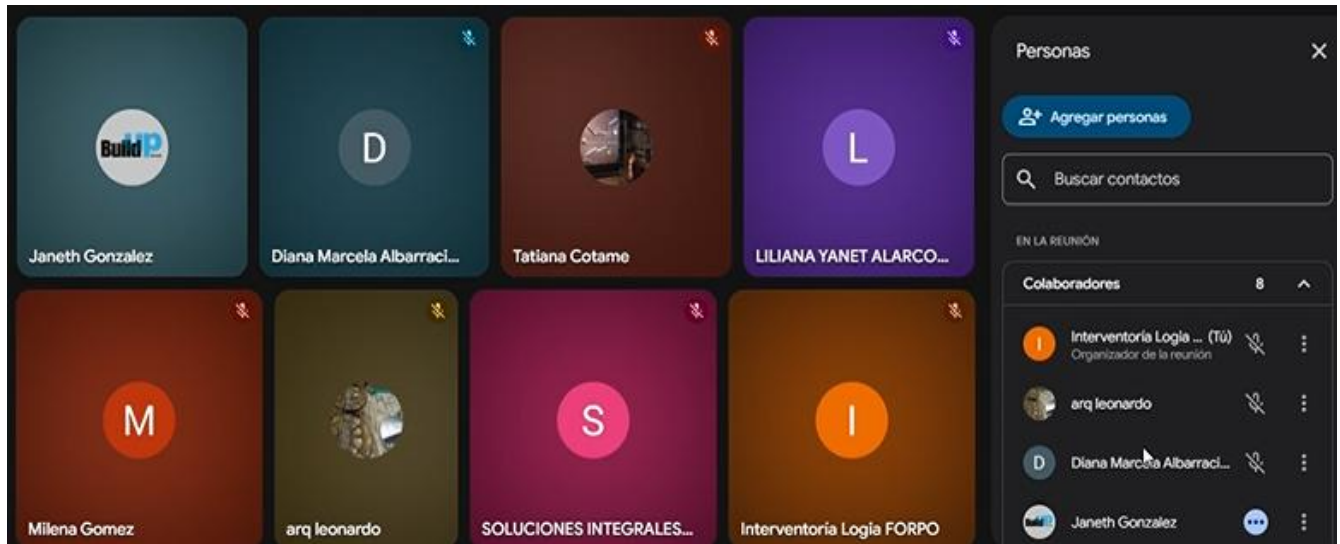 BuildUP
Janeth Gonzalez
D
Diana Marcela Albarraci...
Tatiana Cotame
L
LILIANA YANET ALARCO...
M
Milena Gomez
arq leonardo
S
SOLUCIONES INTEGRALES...
I
Interventoría Logia FORPO
Personas
Agregar personas
Buscar contactos
EN LA REUNIÓN
Colaboradores 8
I
Interventoría Logia ... (Tú)
Organizador de la reunión
arq leonardo
D
Diana Marcela Albarraci...
Janeth Gonzalez